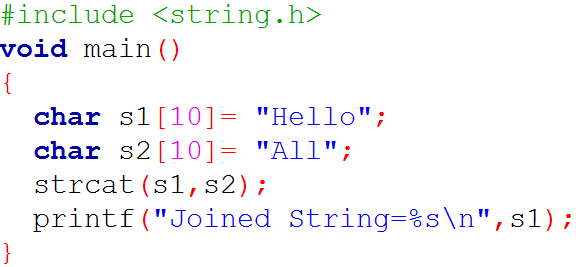 #include <string.h>
void main()
{
  char s1[10]= "Hello";
  char s2[10]= "All";
  strcat(s1,s2);
  printf("Joined String=%s\n",s1);
}